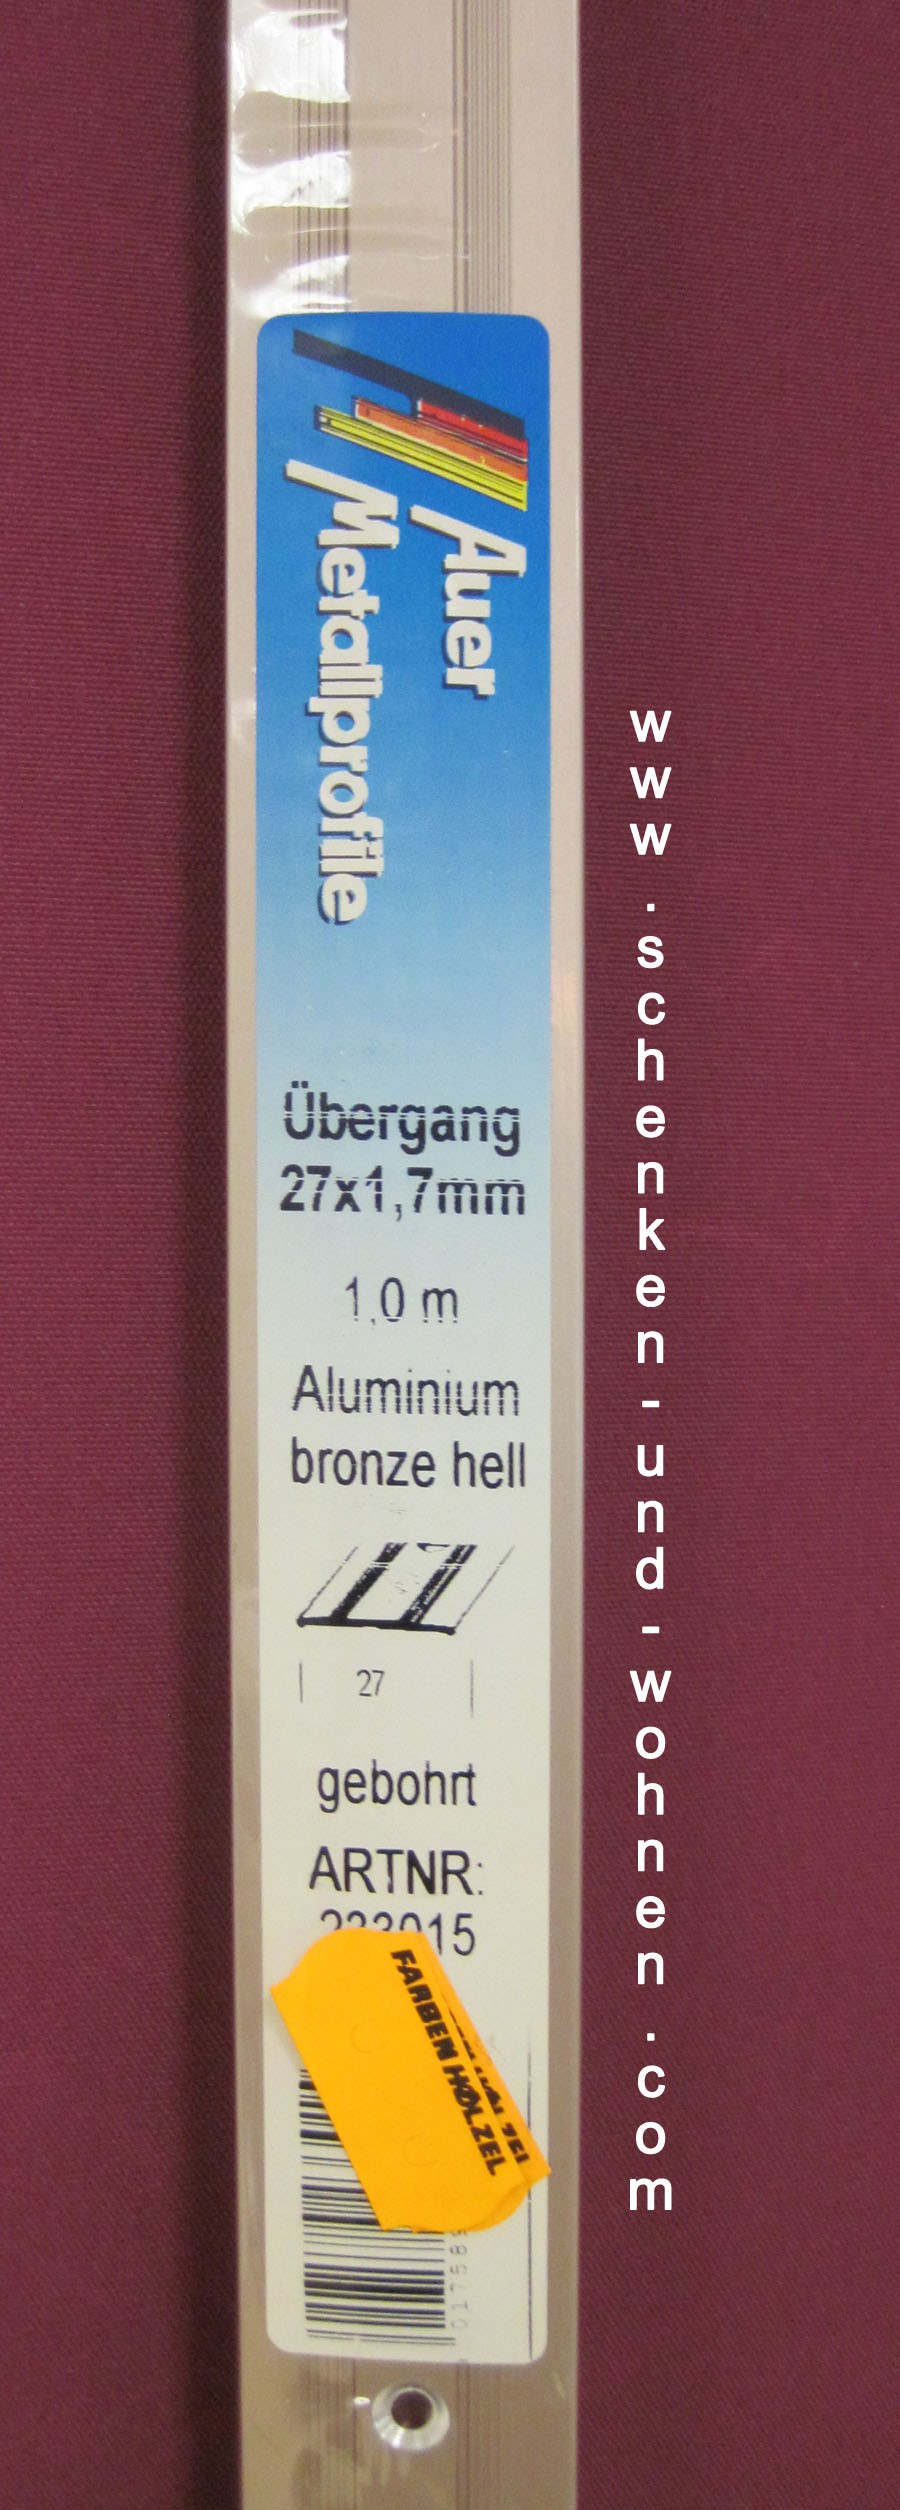 Auer
Metallprofile
Übergang
27x1,7mm
1,0 m
Aluminium
bronze hell
27
gebohrt
ARTNR:
FARBEN HÖLZEL
www.schenken-und-wohnen.com